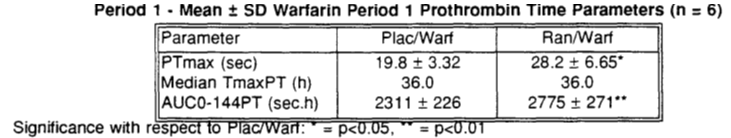 Period 1 - Mean ± SD Warfarin Period 1 Prothrombin Time Parameters (n = 6)
Parameter Plac/Warf Ran/Warf
PTmax (sec) 19.8 ± 3.32 28.2 ± 6.65*
Median TmaxPT (h) 36.0 36.0
AUC0-144PT (sec.h) 2311 ± 226 2775 ± 271**
Significance with respect to Plac/Warf: * = p<0.05, ** = p<0.01